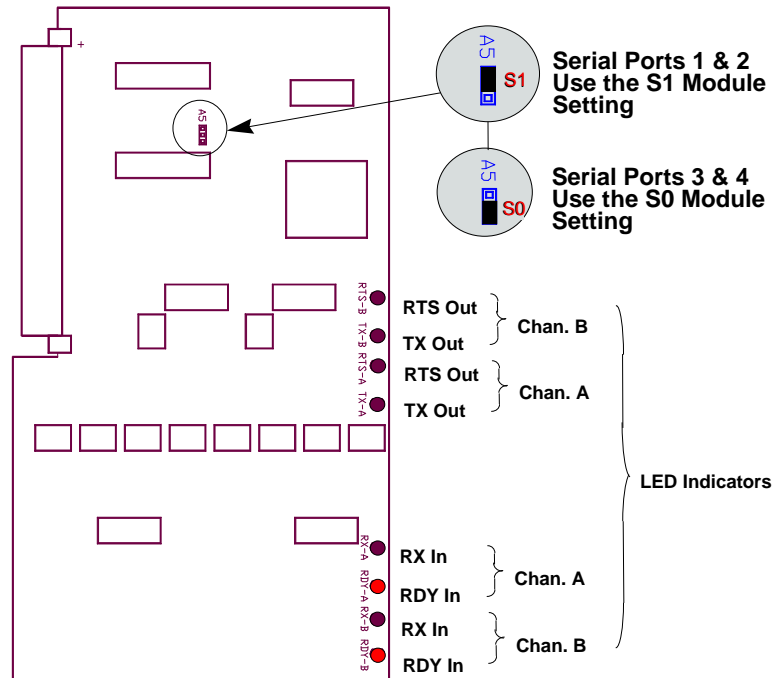 +
A5
A5
S1
Serial Ports 1 & 2
Use the S1 Module
Setting
A5
S0
Serial Ports 3 & 4
Use the S0 Module
Setting
RTS-B
RTS Out
Chan. B
TX-B
TX Out
RTS-A
RTS Out
Chan. A
TX-A
TX Out
LED Indicators
RX-A
RX In
Chan. A
RDY-A
RDY In
RX-B
RX In
Chan. B
RDY-B
RDY In